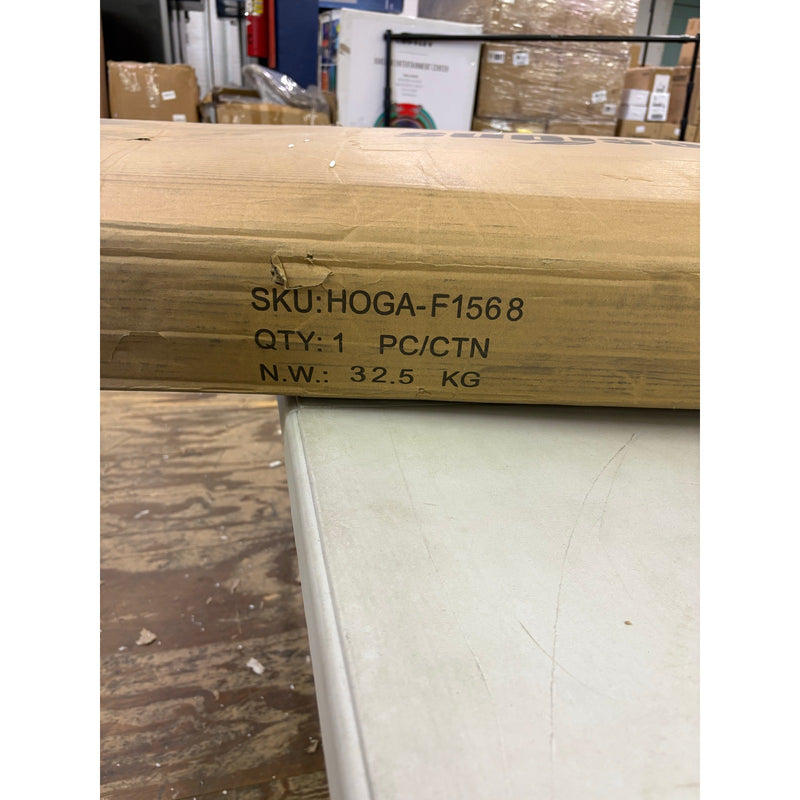 SKU:HOGA-F1568
QTY: 1 PC/CTN
N.W.: 32.5 KG